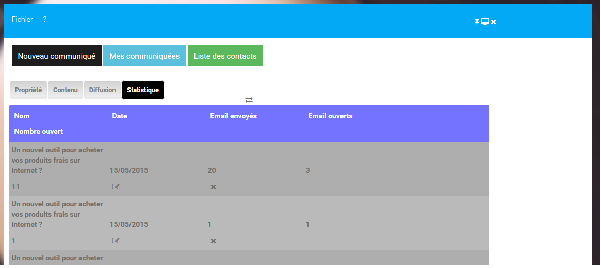 Fichier ?
Nouveau communiqué Mes communiquées Liste des contacts
Propriété Contenu Diffusion Statistique
Nom Date Email envoyés Email ouverts
Nombre ouvert
Un nouvel outil pour acheter
vos produits frais sur
internet ? 15/05/2015 20 3
11
Un nouvel outil pour acheter
vos produits frais sur
internet ? 15/05/2015 1 1
1
Un nouvel outil pour acheter